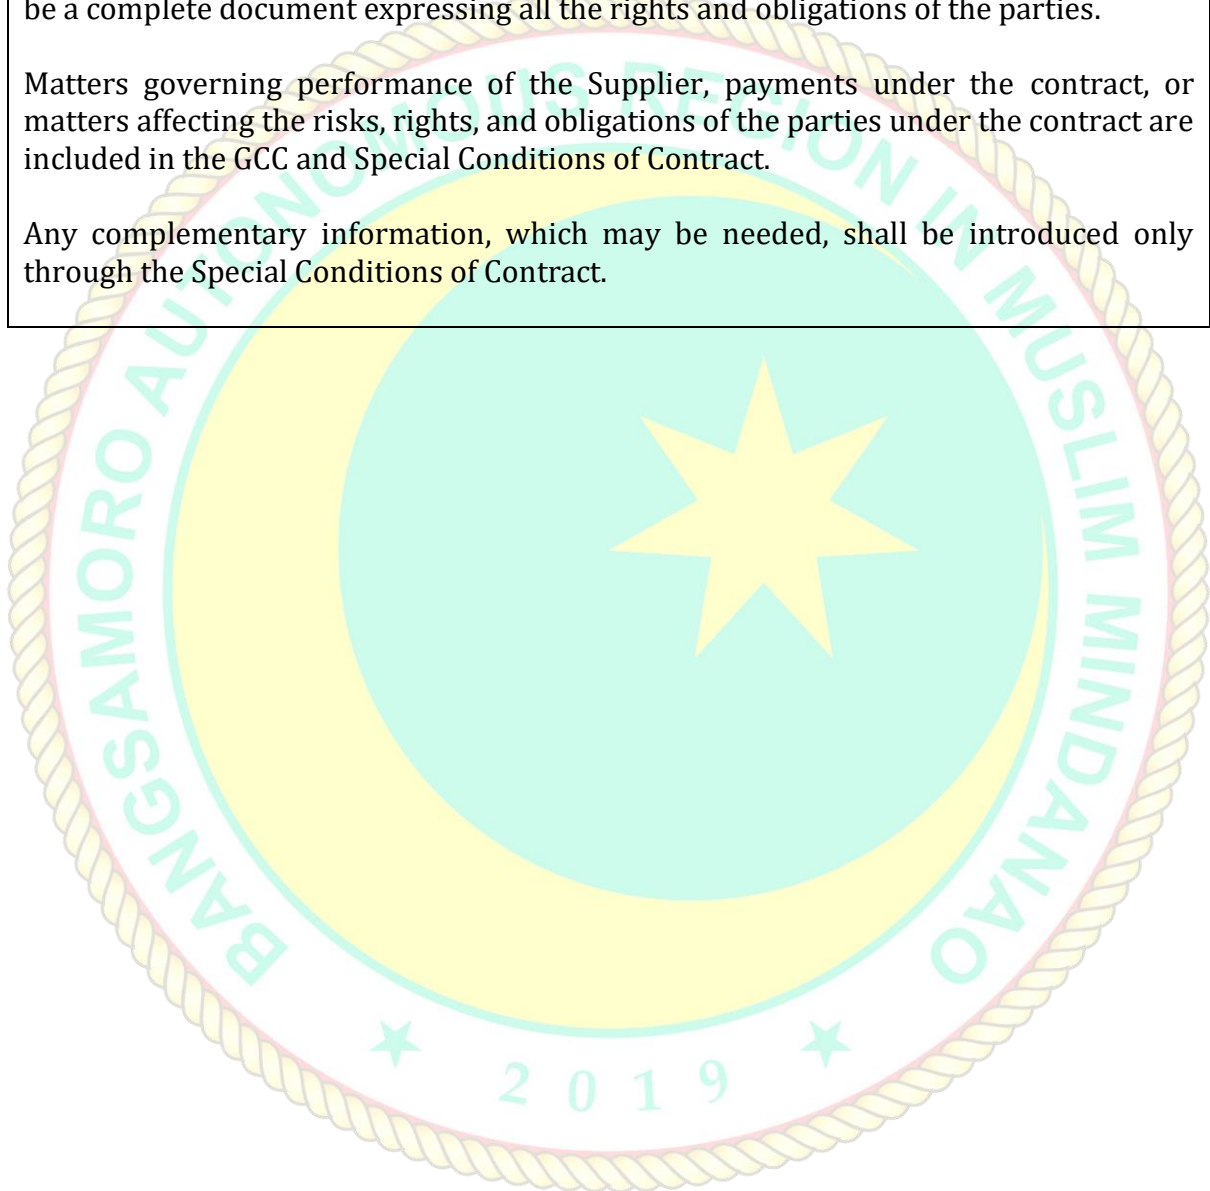 be a complete document expressing all the rights and obligations of the parties.
Matters governing performance of the Supplier, payments under the contract, or
matters affecting the risks, rights, and obligations of the parties under the contract are
included in the GCC and Special Conditions of Contract.
Any complementary information, which may be needed, shall be introduced only
through the Special Conditions of Contract.
BANGSAMORO AUTONOMOUS REGION IN MUSLIM MINDANAO
2019